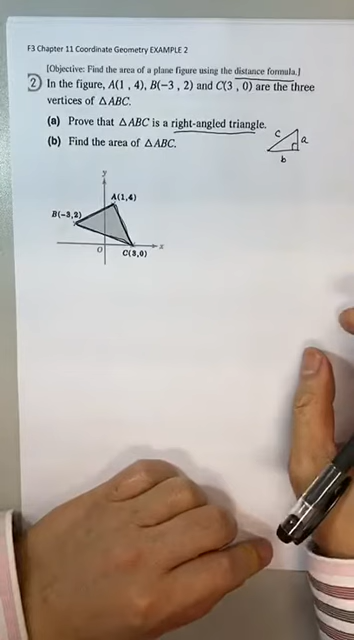 F3 Chapter 11 Coordinate Geometry EXAMPLE 2
[Objective: Find the area of a plane figure using the distance formula.]
2 In the figure, A(1 , 4), B(−3 , 2) and C(3 , 0) are the three
vertices of △ABC.
(a) Prove that △ABC is a right-angled triangle.
(b) Find the area of △ABC.
c
a
b
y
A(1,4)
B(−3,2)
O
x
C(3,0)